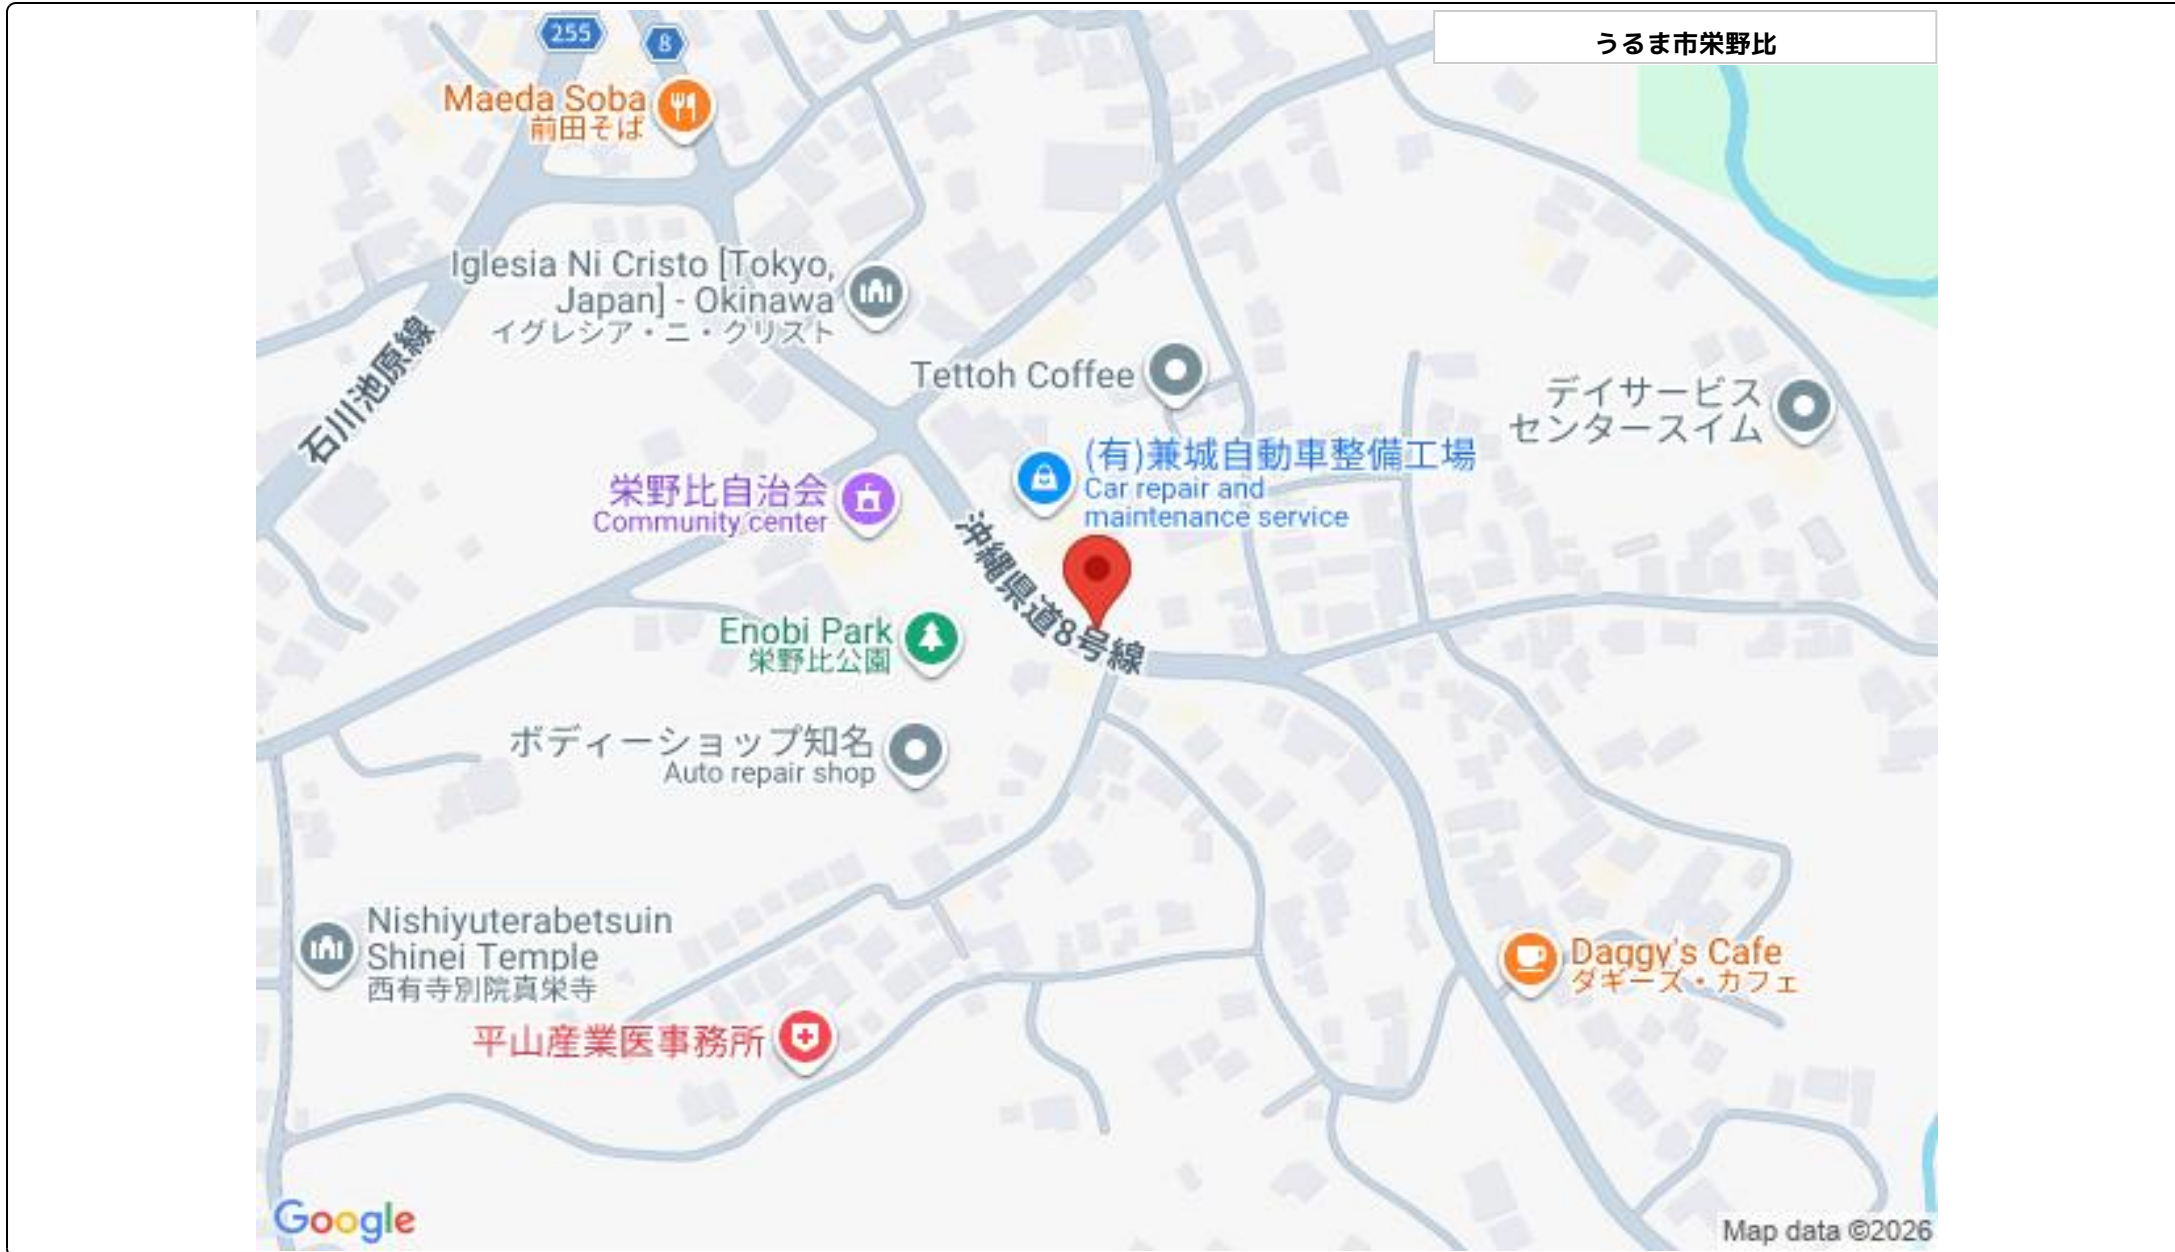 255
8
うるま市栄野比
Maeda Soba
前田そば
Iglesia Ni Cristo [Tokyo,
Japan] - Okinawa
イグレシア・ニ・クリスト
石川池原線
Tettoh Coffee
デイサービス
センタースイム
(有)兼城自動車整備工場
Car repair and
maintenance service
栄野比自治会
Community center
沖縄県道8号線
Enobi Park
栄野比公園
ボディーショップ知名
Auto repair shop
Nishiyuterabetsuin
Shinei Temple
西有寺別院真栄寺
Daggy's Cafe
ダギーズ・カフェ
平山産業医事務所
Google
Map data ©2026